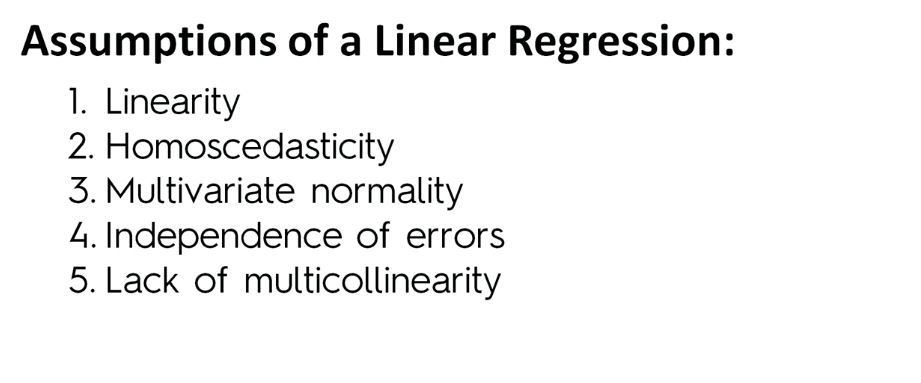 Assumptions of a Linear Regression:
1. Linearity
2. Homoscedasticity
3. Multivariate normality
4. Independence of errors
5. Lack of multicollinearity